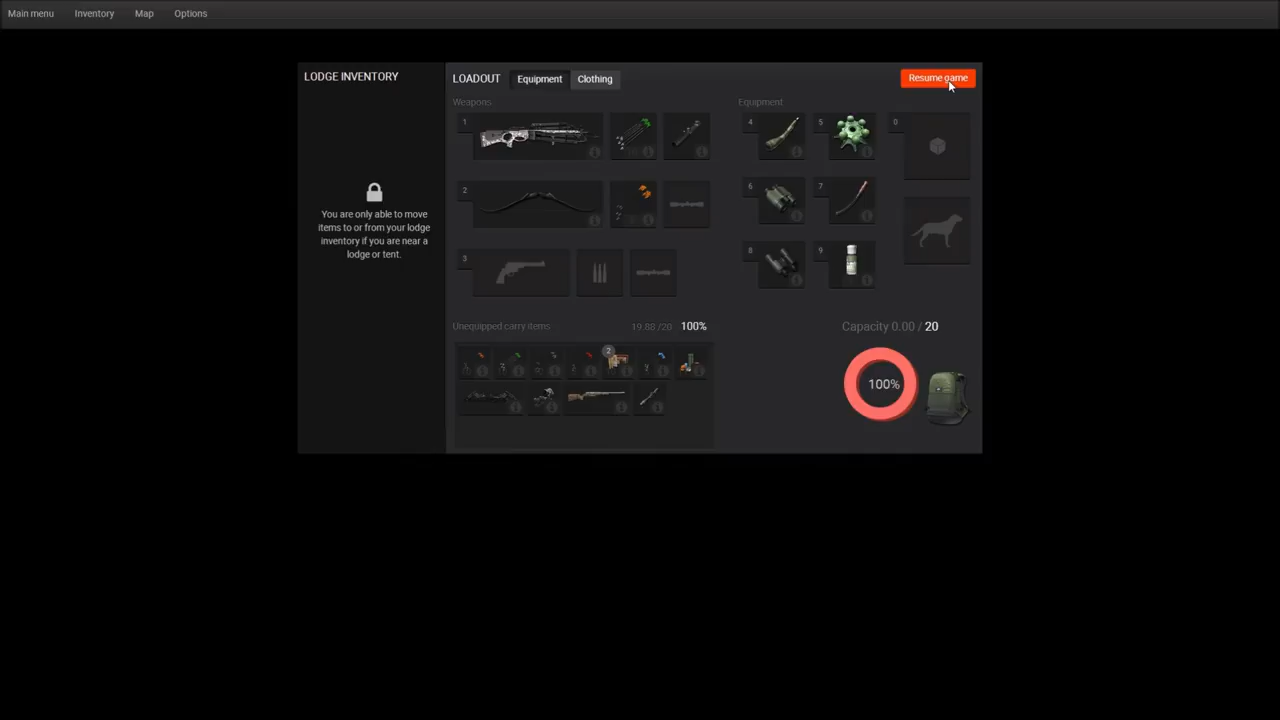 Main menu Inventory Map Options
LODGE INVENTORY
You are only able to move
items to or from your lodge
inventory if you are near a
lodge or tent.
LOADOUT Equipment Clothing Resume game
Weapons
1
2
3
Equipment
4 5 0
6 7
8 9
Unequipped carry items 19.88 /20 100%
2
Capacity 0.00 / 20
100%